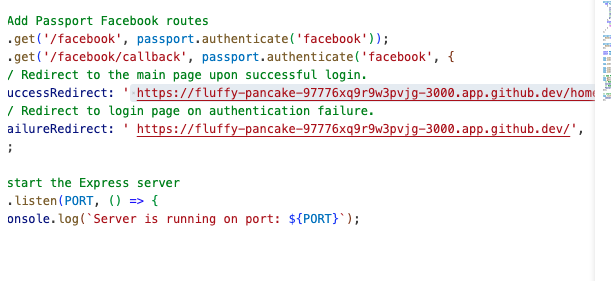 Add Passport Facebook routes
.get('/facebook', passport.authenticate('facebook'));
.get('/facebook/callback', passport.authenticate('facebook', {
/ Redirect to the main page upon successful login.
uccessRedirect: ' https://fluffy-pancake-97776xq9r9w3pvjg-3000.app.github.dev/hom
/ Redirect to login page on authentication failure.
ailureRedirect: ' https://fluffy-pancake-97776xq9r9w3pvjg-3000.app.github.dev/',
;
start the Express server
.listen(PORT, () => {
onsole.log(`Server is running on port: ${PORT}`);